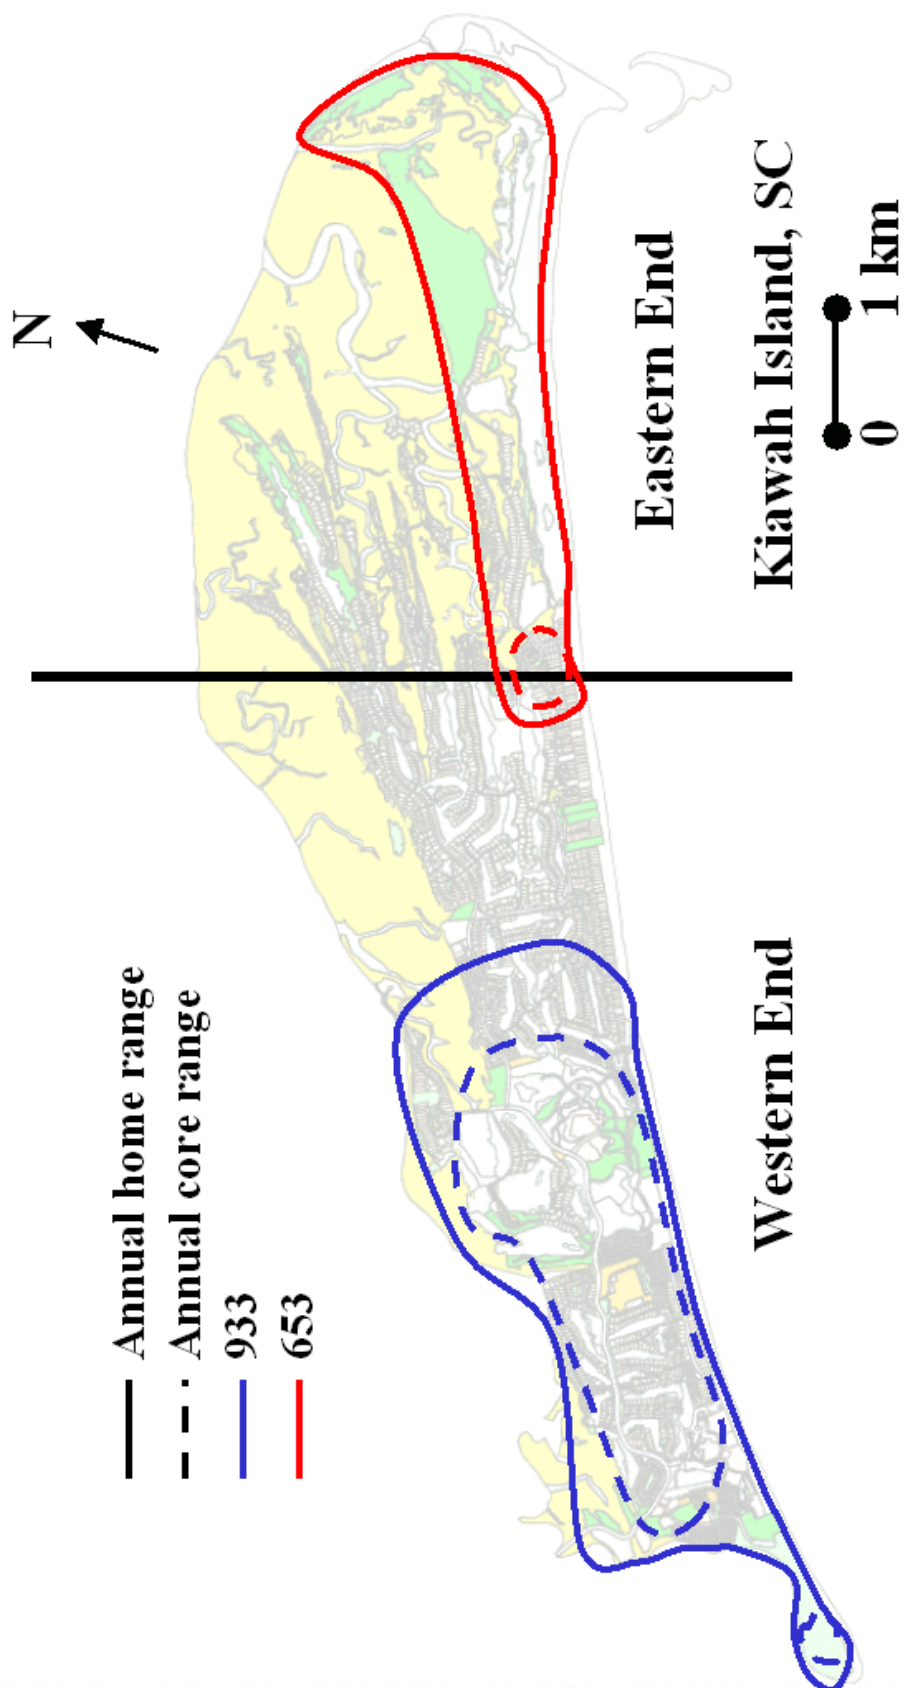 Annual home range
Annual core range
933
653
N
Western End
Eastern End
Kiawah Island, SC
0 1 km